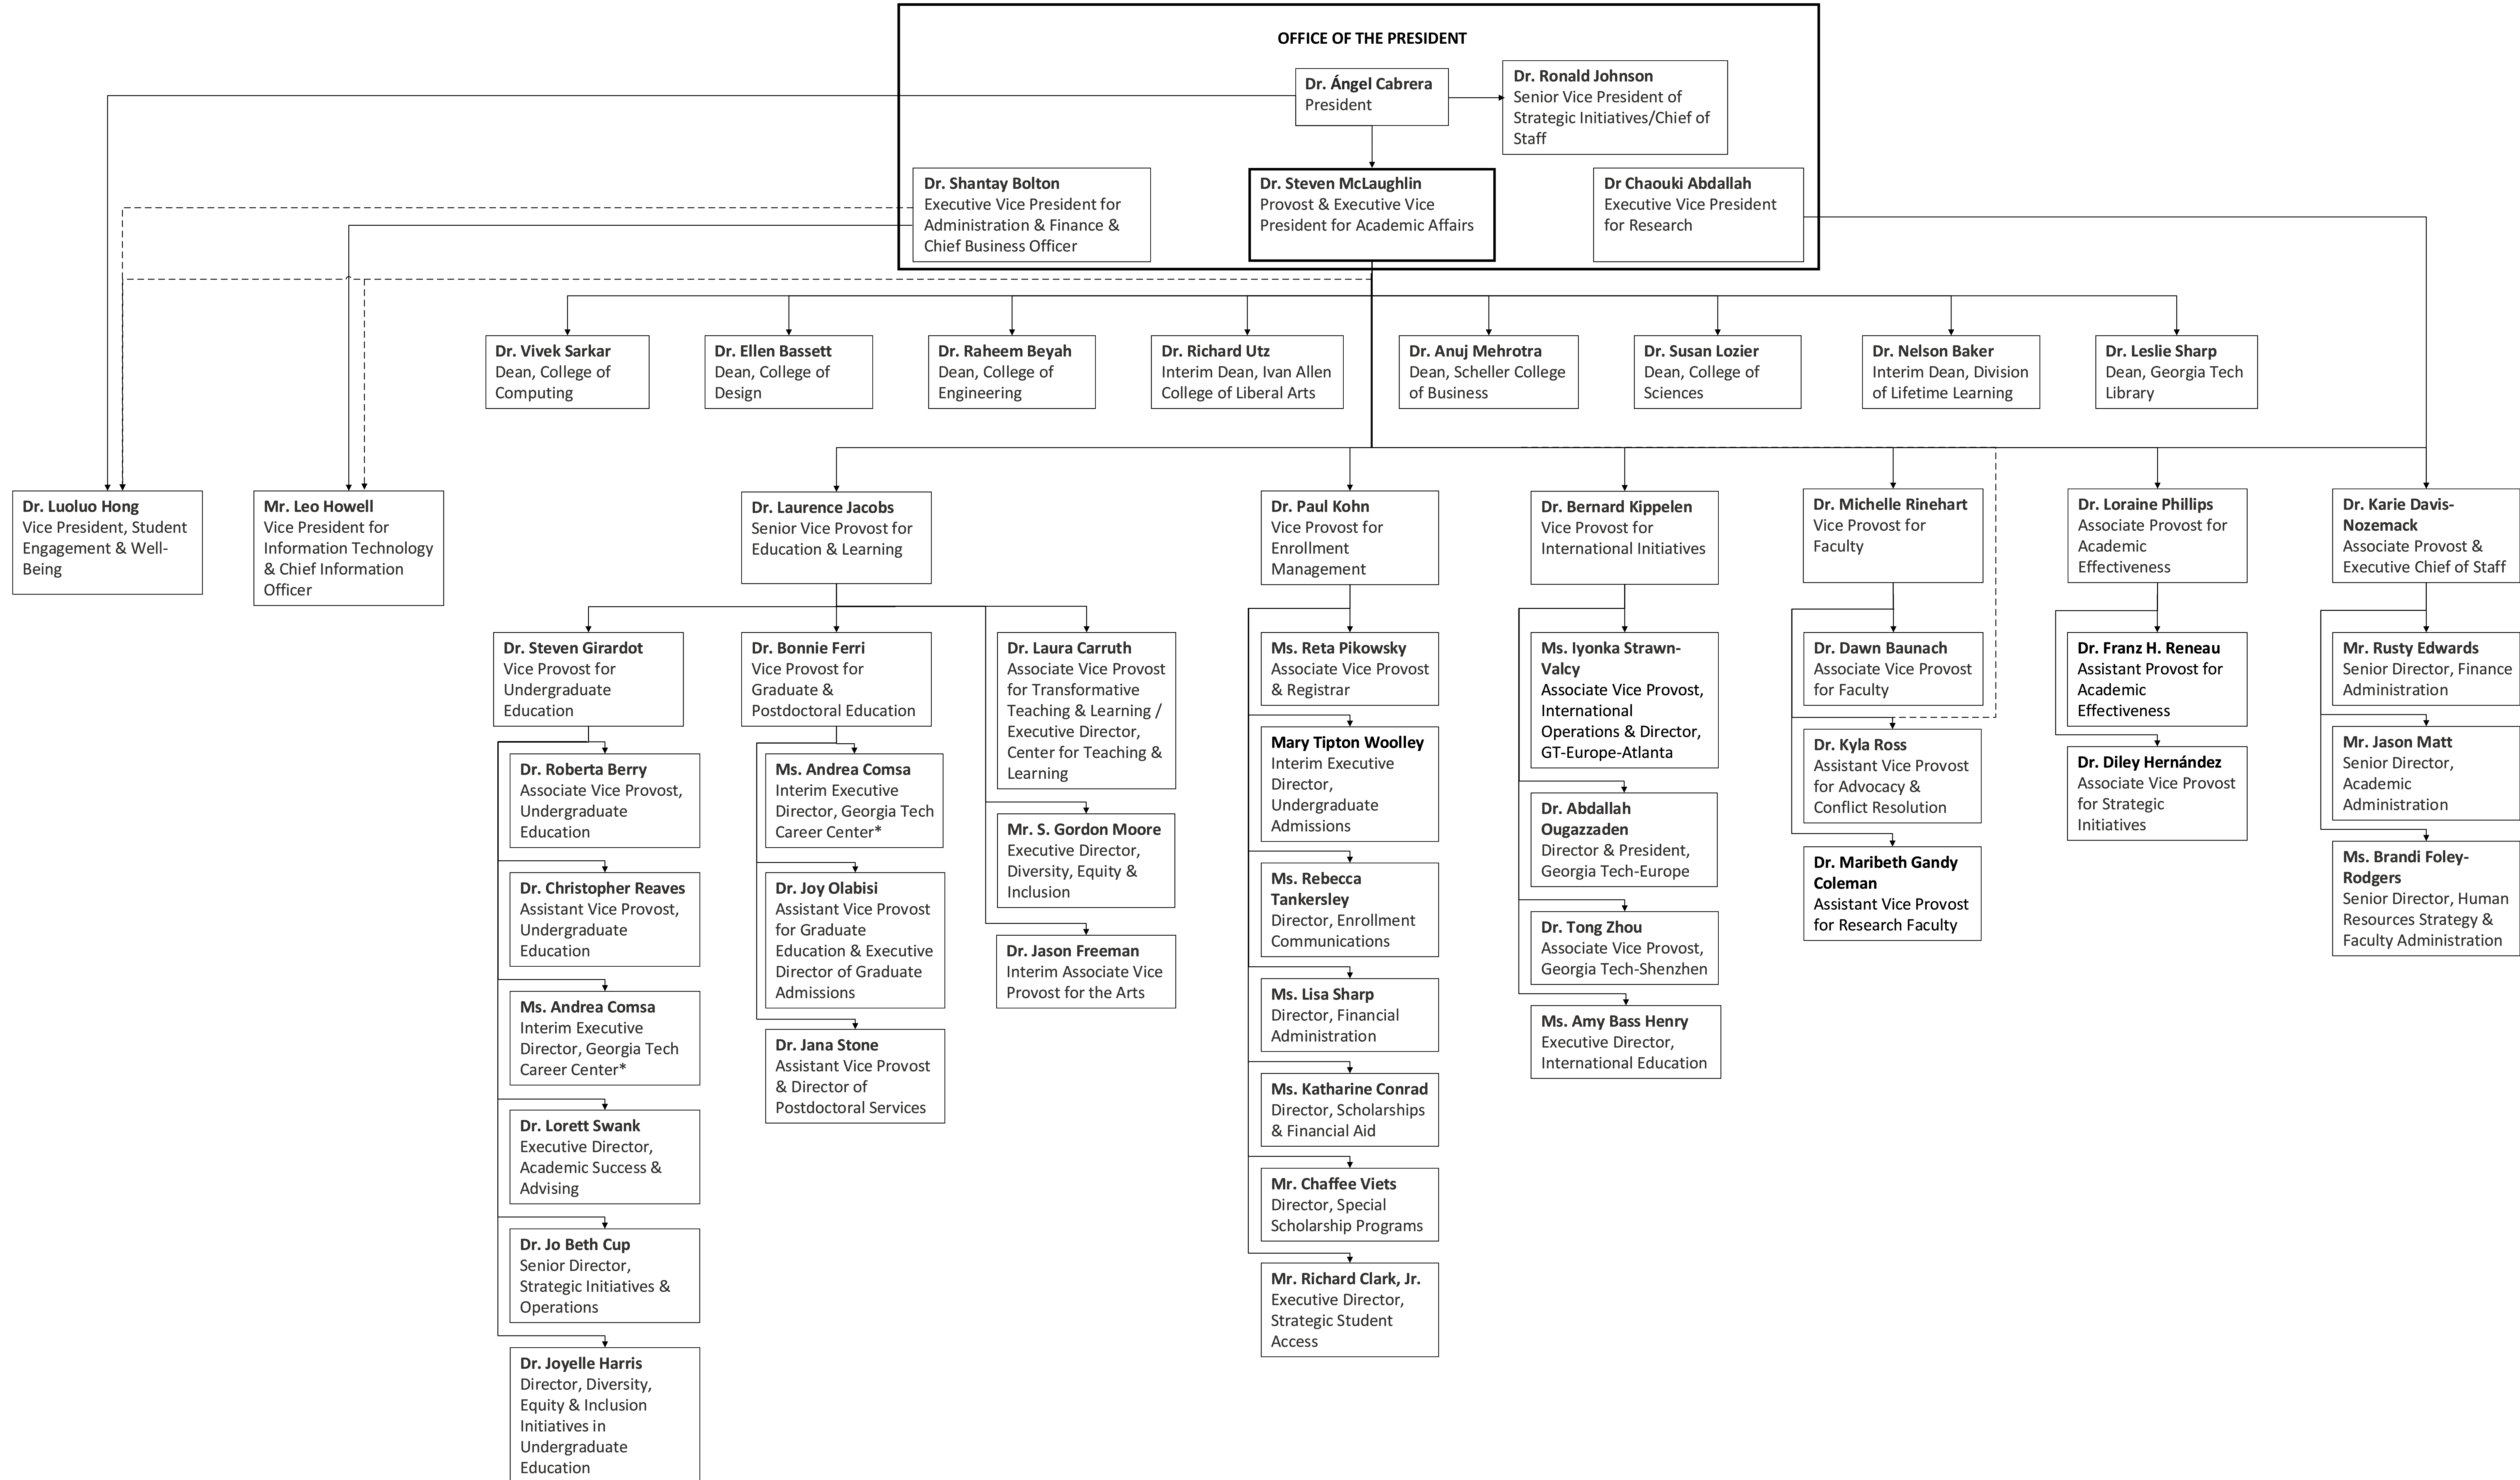 OFFICE OF THE PRESIDENT
Dr. Ángel Cabrera
President
Dr. Ronald Johnson
Senior Vice President of
Strategic Initiatives/Chief of
Staff
Dr. Shantay Bolton
Executive Vice President for
Administration & Finance &
Chief Business Officer
Dr. Steven McLaughlin
Provost & Executive Vice
President for Academic Affairs
Dr Chaouki Abdallah
Executive Vice President
for Research
Dr. Vivek Sarkar
Dean, College of
Computing
Dr. Ellen Bassett
Dean, College of
Design
Dr. Raheem Beyah
Dean, College of
Engineering
Dr. Richard Utz
Interim Dean, Ivan Allen
College of Liberal Arts
Dr. Anuj Mehrotra
Dean, Scheller College
of Business
Dr. Susan Lozier
Dean, College of
Sciences
Dr. Nelson Baker
Interim Dean, Division
of Lifetime Learning
Dr. Leslie Sharp
Dean, Georgia Tech
Library
Dr. Luoluo Hong
Vice President, Student
Engagement & Well-
Being
Mr. Leo Howell
Vice President for
Information Technology
& Chief Information
Officer
Dr. Laurence Jacobs
Senior Vice Provost for
Education & Learning
Dr. Paul Kohn
Vice Provost for
Enrollment
Management
Dr. Bernard Kippelen
Vice Provost for
International Initiatives
Dr. Michelle Rinehart
Vice Provost for
Faculty
Dr. Loraine Phillips
Associate Provost for
Academic
Effectiveness
Dr. Karie Davis-
Nozemack
Associate Provost &
Executive Chief of Staff
Dr. Steven Girardot
Vice Provost for
Undergraduate
Education
Dr. Roberta Berry
Associate Vice Provost,
Undergraduate
Education
Dr. Christopher Reaves
Assistant Vice Provost,
Undergraduate
Education
Ms. Andrea Comsa
Interim Executive
Director, Georgia Tech
Career Center*
Dr. Lorett Swank
Executive Director,
Academic Success &
Advising
Dr. Jo Beth Cup
Senior Director,
Strategic Initiatives &
Operations
Dr. Joyelle Harris
Director, Diversity,
Equity & Inclusion
Initiatives in
Undergraduate
Education
Dr. Bonnie Ferri
Vice Provost for
Graduate &
Postdoctoral Education
Ms. Andrea Comsa
Interim Executive
Director, Georgia Tech
Career Center*
Dr. Joy Olabisi
Assistant Vice Provost
for Graduate
Education & Executive
Director of Graduate
Admissions
Dr. Jana Stone
Assistant Vice Provost
& Director of
Postdoctoral Services
Dr. Laura Carruth
Associate Vice Provost
for Transformative
Teaching & Learning /
Executive Director,
Center for Teaching &
Learning
Mr. S. Gordon Moore
Executive Director,
Diversity, Equity &
Inclusion
Dr. Jason Freeman
Interim Associate Vice
Provost for the Arts
Ms. Reta Pikowsky
Associate Vice Provost
& Registrar
Mary Tipton Woolley
Interim Executive
Director,
Undergraduate
Admissions
Ms. Rebecca
Tankersley
Director, Enrollment
Communications
Ms. Lisa Sharp
Director, Financial
Administration
Ms. Katharine Conrad
Director, Scholarships
& Financial Aid
Mr. Chaffee Viets
Director, Special
Scholarship Programs
Mr. Richard Clark, Jr.
Executive Director,
Strategic Student
Access
Ms. Iyonka Strawn-
Valcy
Associate Vice Provost,
International
Operations & Director,
GT-Europe-Atlanta
Dr. Abdallah
Ougazzaden
Director & President,
Georgia Tech-Europe
Dr. Tong Zhou
Associate Vice Provost,
Georgia Tech-Shenzhen
Ms. Amy Bass Henry
Executive Director,
International Education
Dr. Dawn Baunach
Associate Vice Provost
for Faculty
Dr. Kyla Ross
Assistant Vice Provost
for Advocacy &
Conflict Resolution
Dr. Maribeth Gandy
Coleman
Assistant Vice Provost
for Research Faculty
Dr. Franz H. Reneau
Assistant Provost for
Academic
Effectiveness
Dr. Diley Hernández
Associate Vice Provost
for Strategic
Initiatives
Mr. Rusty Edwards
Senior Director, Finance
Administration
Mr. Jason Matt
Senior Director,
Academic
Administration
Ms. Brandi Foley-
Rodgers
Senior Director, Human
Resources Strategy &
Faculty Administration